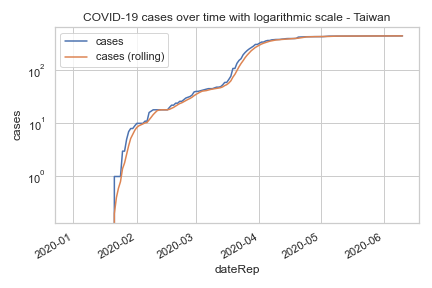 COVID-19 cases over time with logarithmic scale - Taiwan
cases
cases (rolling)
10²
10¹
10⁰
cases
2020-01
2020-02
2020-03
2020-04
2020-05
2020-06
dateRep